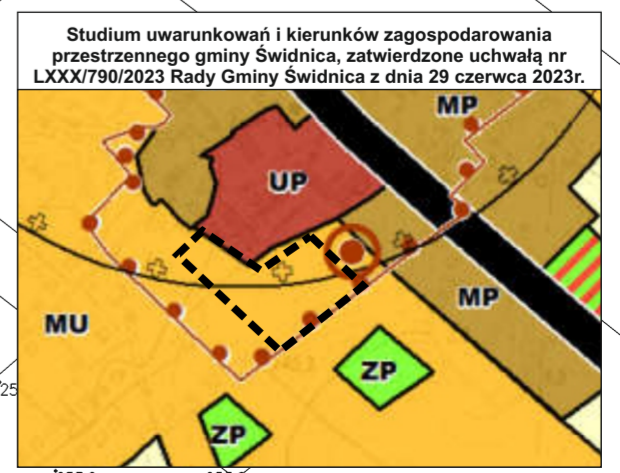 Studium uwarunkowań i kierunków zagospodarowania
przestrzennego gminy Świdnica, zatwierdzone uchwałą nr
LXXX/790/2023 Rady Gminy Świdnica z dnia 29 czerwca 2023r.
MP
UP
MP
MU
ZP
25
ZP